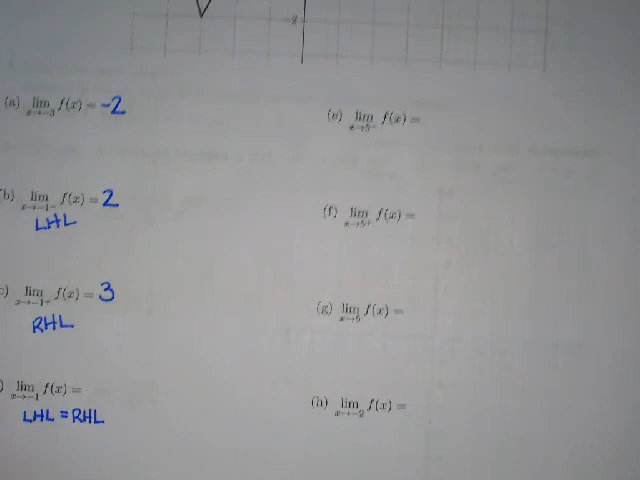 -2
(a) lim x→-3 f(x) = -2
(b) lim x→-1- f(x) = 2
LHL
c) lim x→-1+ f(x) = 3
RHL
) lim x→-1 f(x) =
LHL = RHL
(e) lim x→5- f(x) =
(f) lim x→5+ f(x) =
(g) lim x→5 f(x) =
(h) lim x→-2 f(x) =